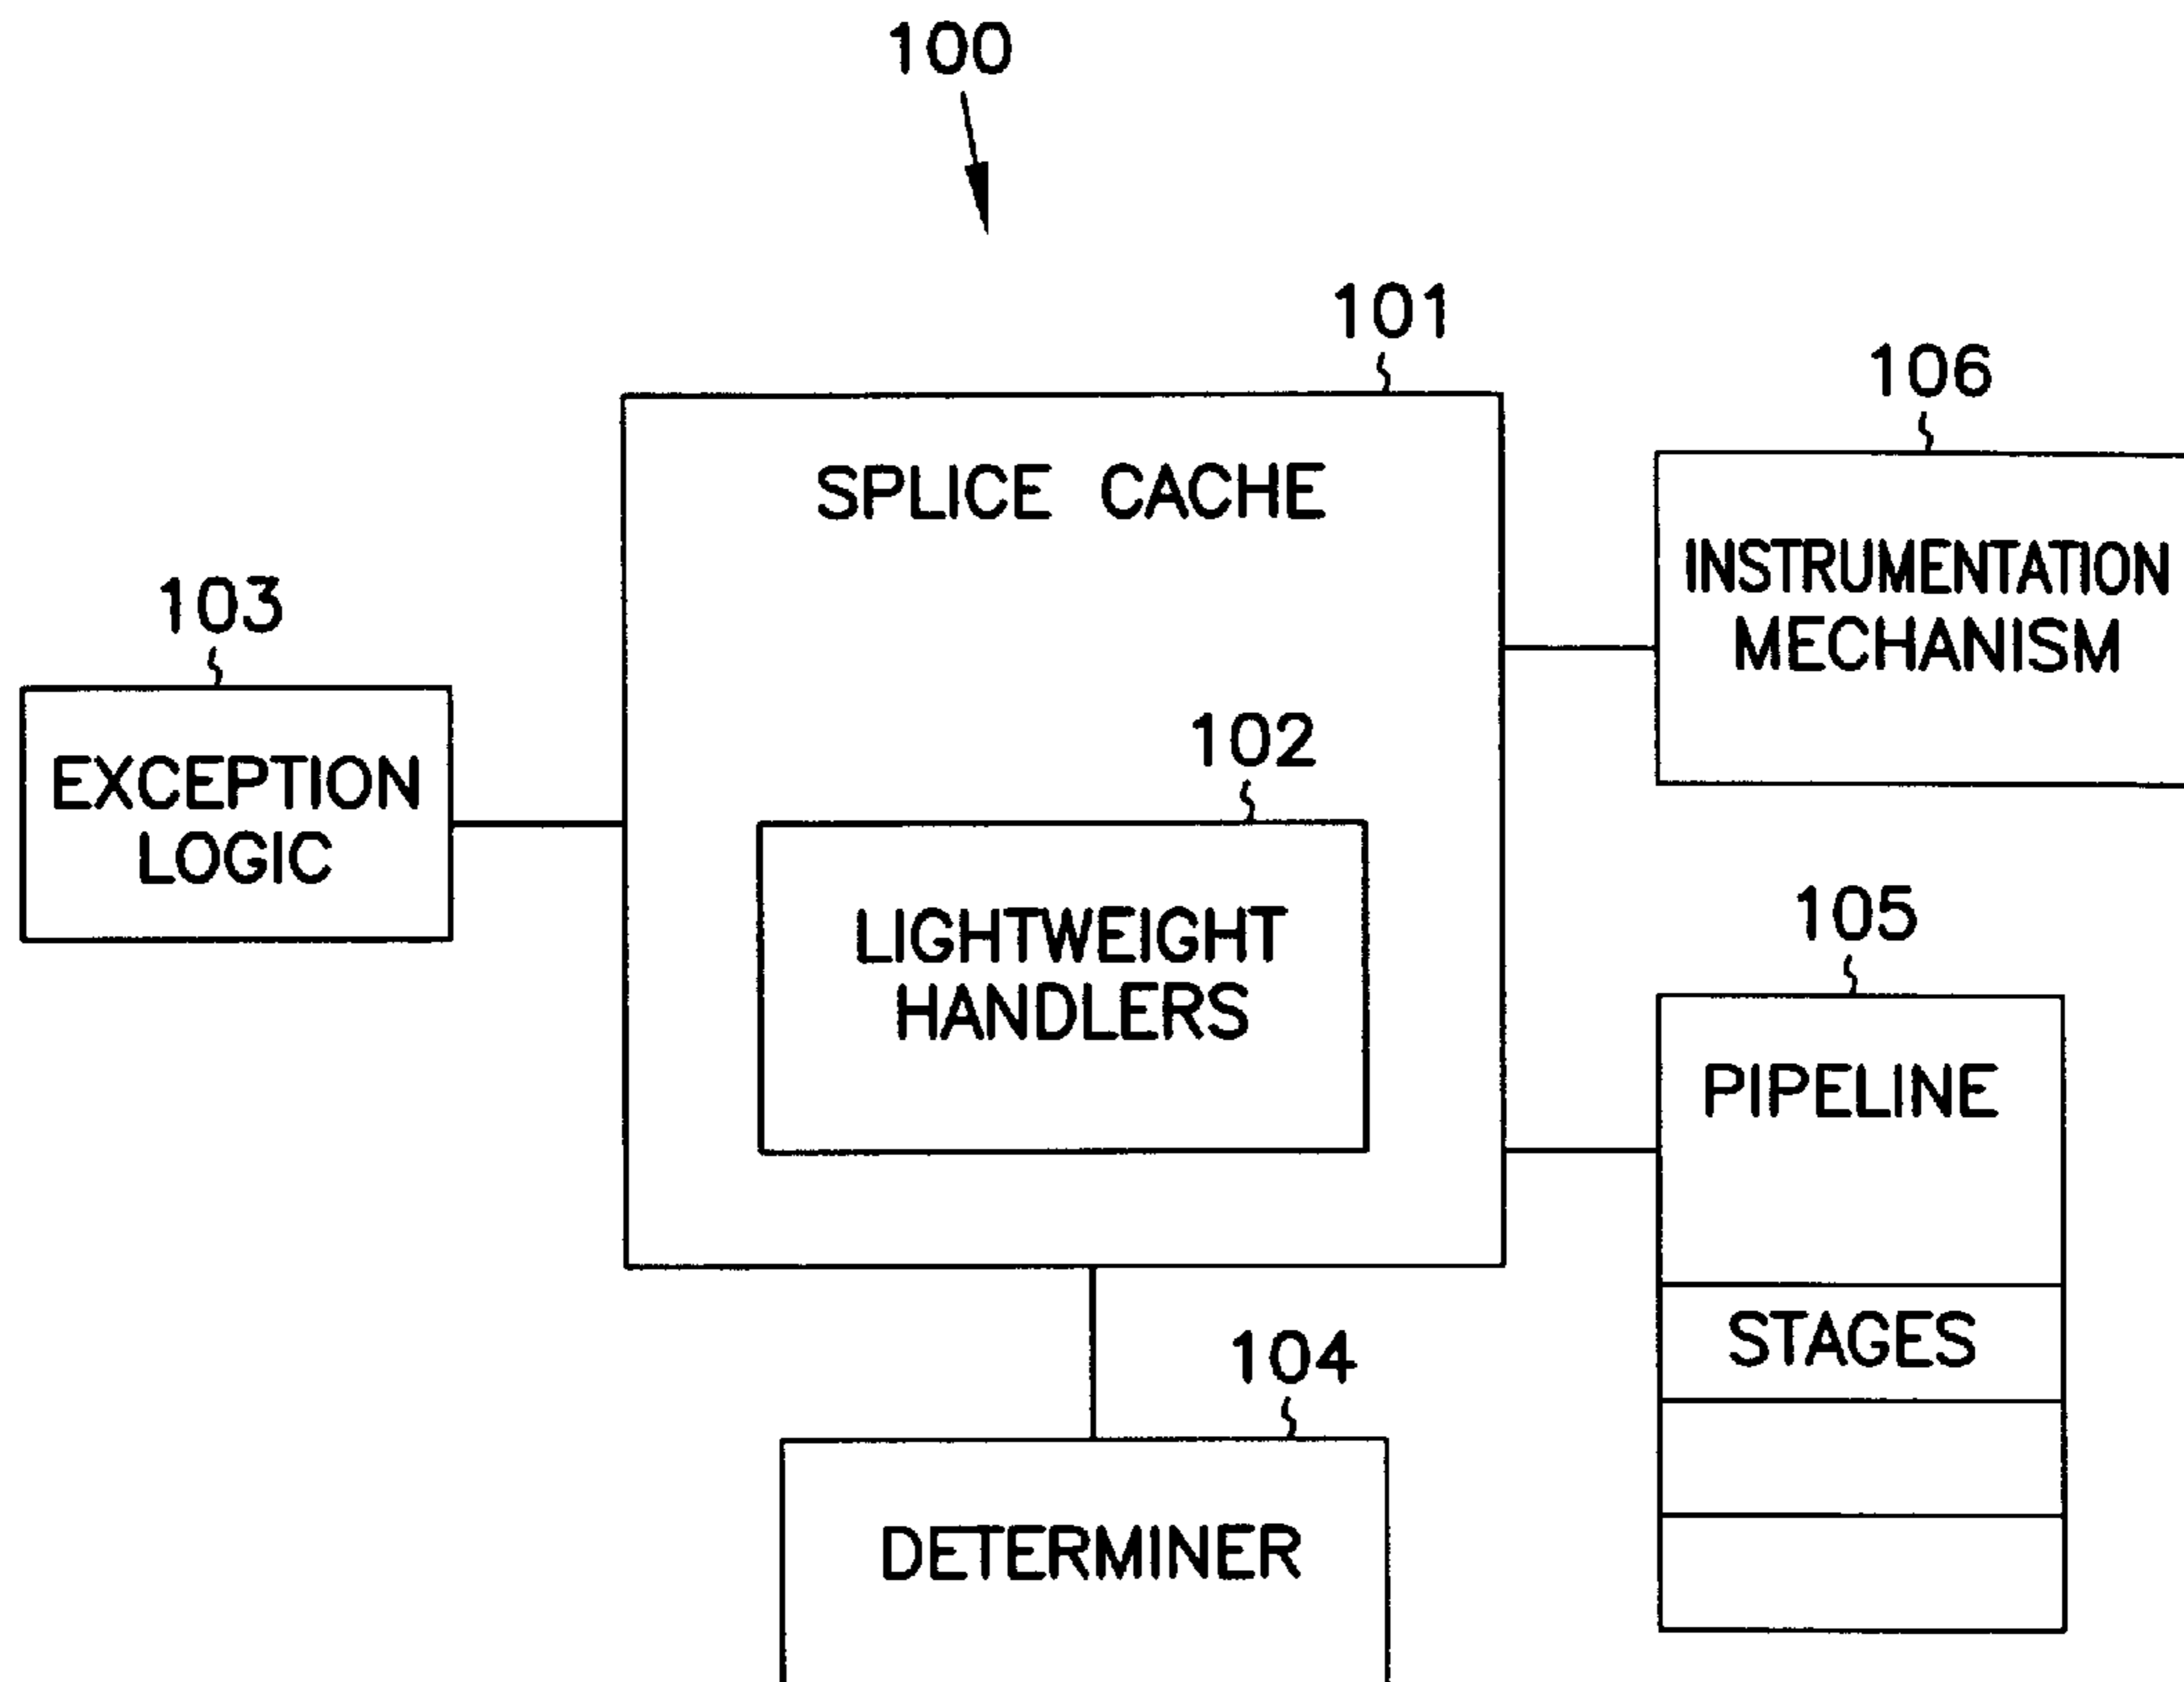 100
101
SPLICE CACHE
106
INSTRUMENTATION
MECHANISM
103
EXCEPTION
LOGIC
102
LIGHTWEIGHT
HANDLERS
105
PIPELINE
STAGES
104
DETERMINER